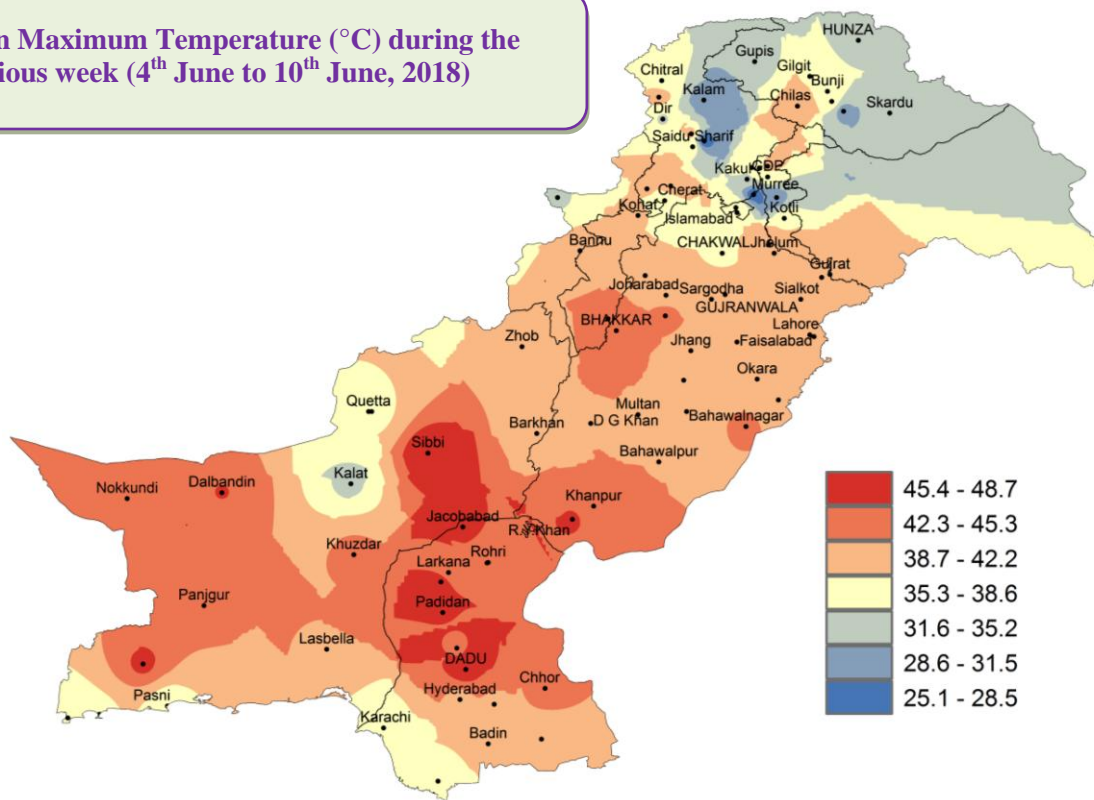 n Maximum Temperature (°C) during the
ious week (4th June to 10th June, 2018)
HUNZA
Gupis
Gilgit
Chitral
Bunji
Kalam
Chilas
Skardu
Dir
Saidu Sharif
Kakul
Murree
Cherat
Kohat
Kotli
Islamabad
Bannu
CHAKWAL
Jhelum
Gujrat
Joharabad
Sargodha
Sialkot
GUJRANWALA
BHAKKAR
Lahore
Zhob
Jhang
Faisalabad
Okara
Quetta
Multan
Barkhan
D G Khan
Bahawalnagar
Sibbi
Bahawalpur
Kalat
Dalbandin
Nokkundi
Khanpur
Jacobabad
R.Y.Khan
Khuzdar
Rohri
Larkana
Panjgur
Padidan
Lasbella
DADU
Chhor
Hyderabad
Pasni
Karachi
Badin
45.4 - 48.7
42.3 - 45.3
38.7 - 42.2
35.3 - 38.6
31.6 - 35.2
28.6 - 31.5
25.1 - 28.5